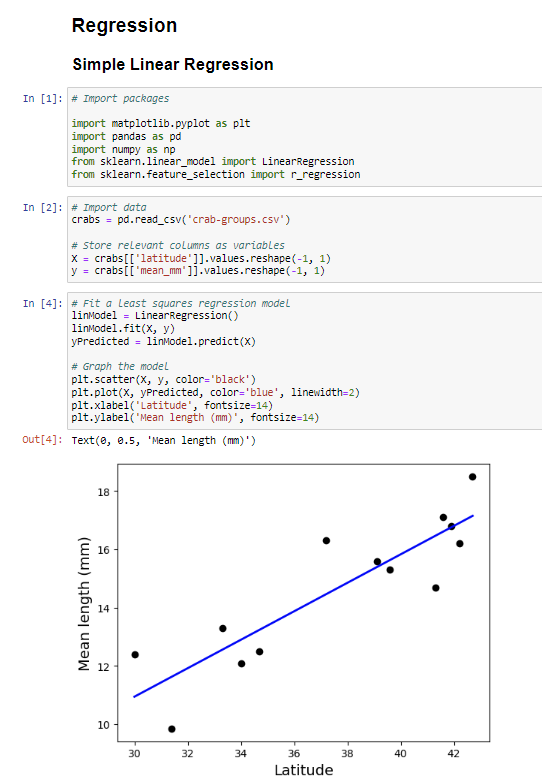 Regression
Simple Linear Regression
In [1]: # Import packages
import matplotlib.pyplot as plt
import pandas as pd
import numpy as np
from sklearn.linear_model import LinearRegression
from sklearn.feature_selection import r_regression
In [2]: # Import data
crabs = pd.read_csv('crab-groups.csv')
# Store relevant columns as variables
X = crabs[['latitude']].values.reshape(-1, 1)
y = crabs[['mean_mm']].values.reshape(-1, 1)
In [4]: # Fit a least squares regression model
linModel = LinearRegression()
linModel.fit(X, y)
yPredicted = linModel.predict(X)
# Graph the model
plt.scatter(X, y, color='black')
plt.plot(X, yPredicted, color='blue', linewidth=2)
plt.xlabel('Latitude', fontsize=14)
plt.ylabel('Mean length (mm)', fontsize=14)
Out[4]: Text(0, 0.5, 'Mean length (mm)')
Mean length (mm)
18
16
14
12
10
30 32 34 36 38 40 42
Latitude